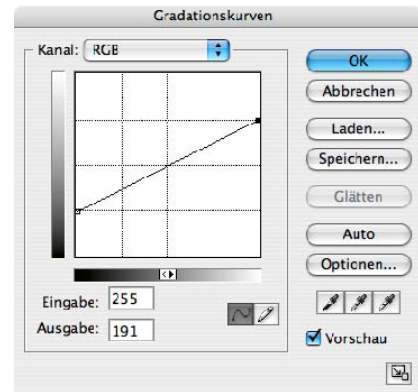 Gradationskurven
Kanal: RGB
OK
Abbrechen
Laden...
Speichern...
Glätten
Auto
Optionen...
Eingabe: 255
Ausgabe: 191
Vorschau